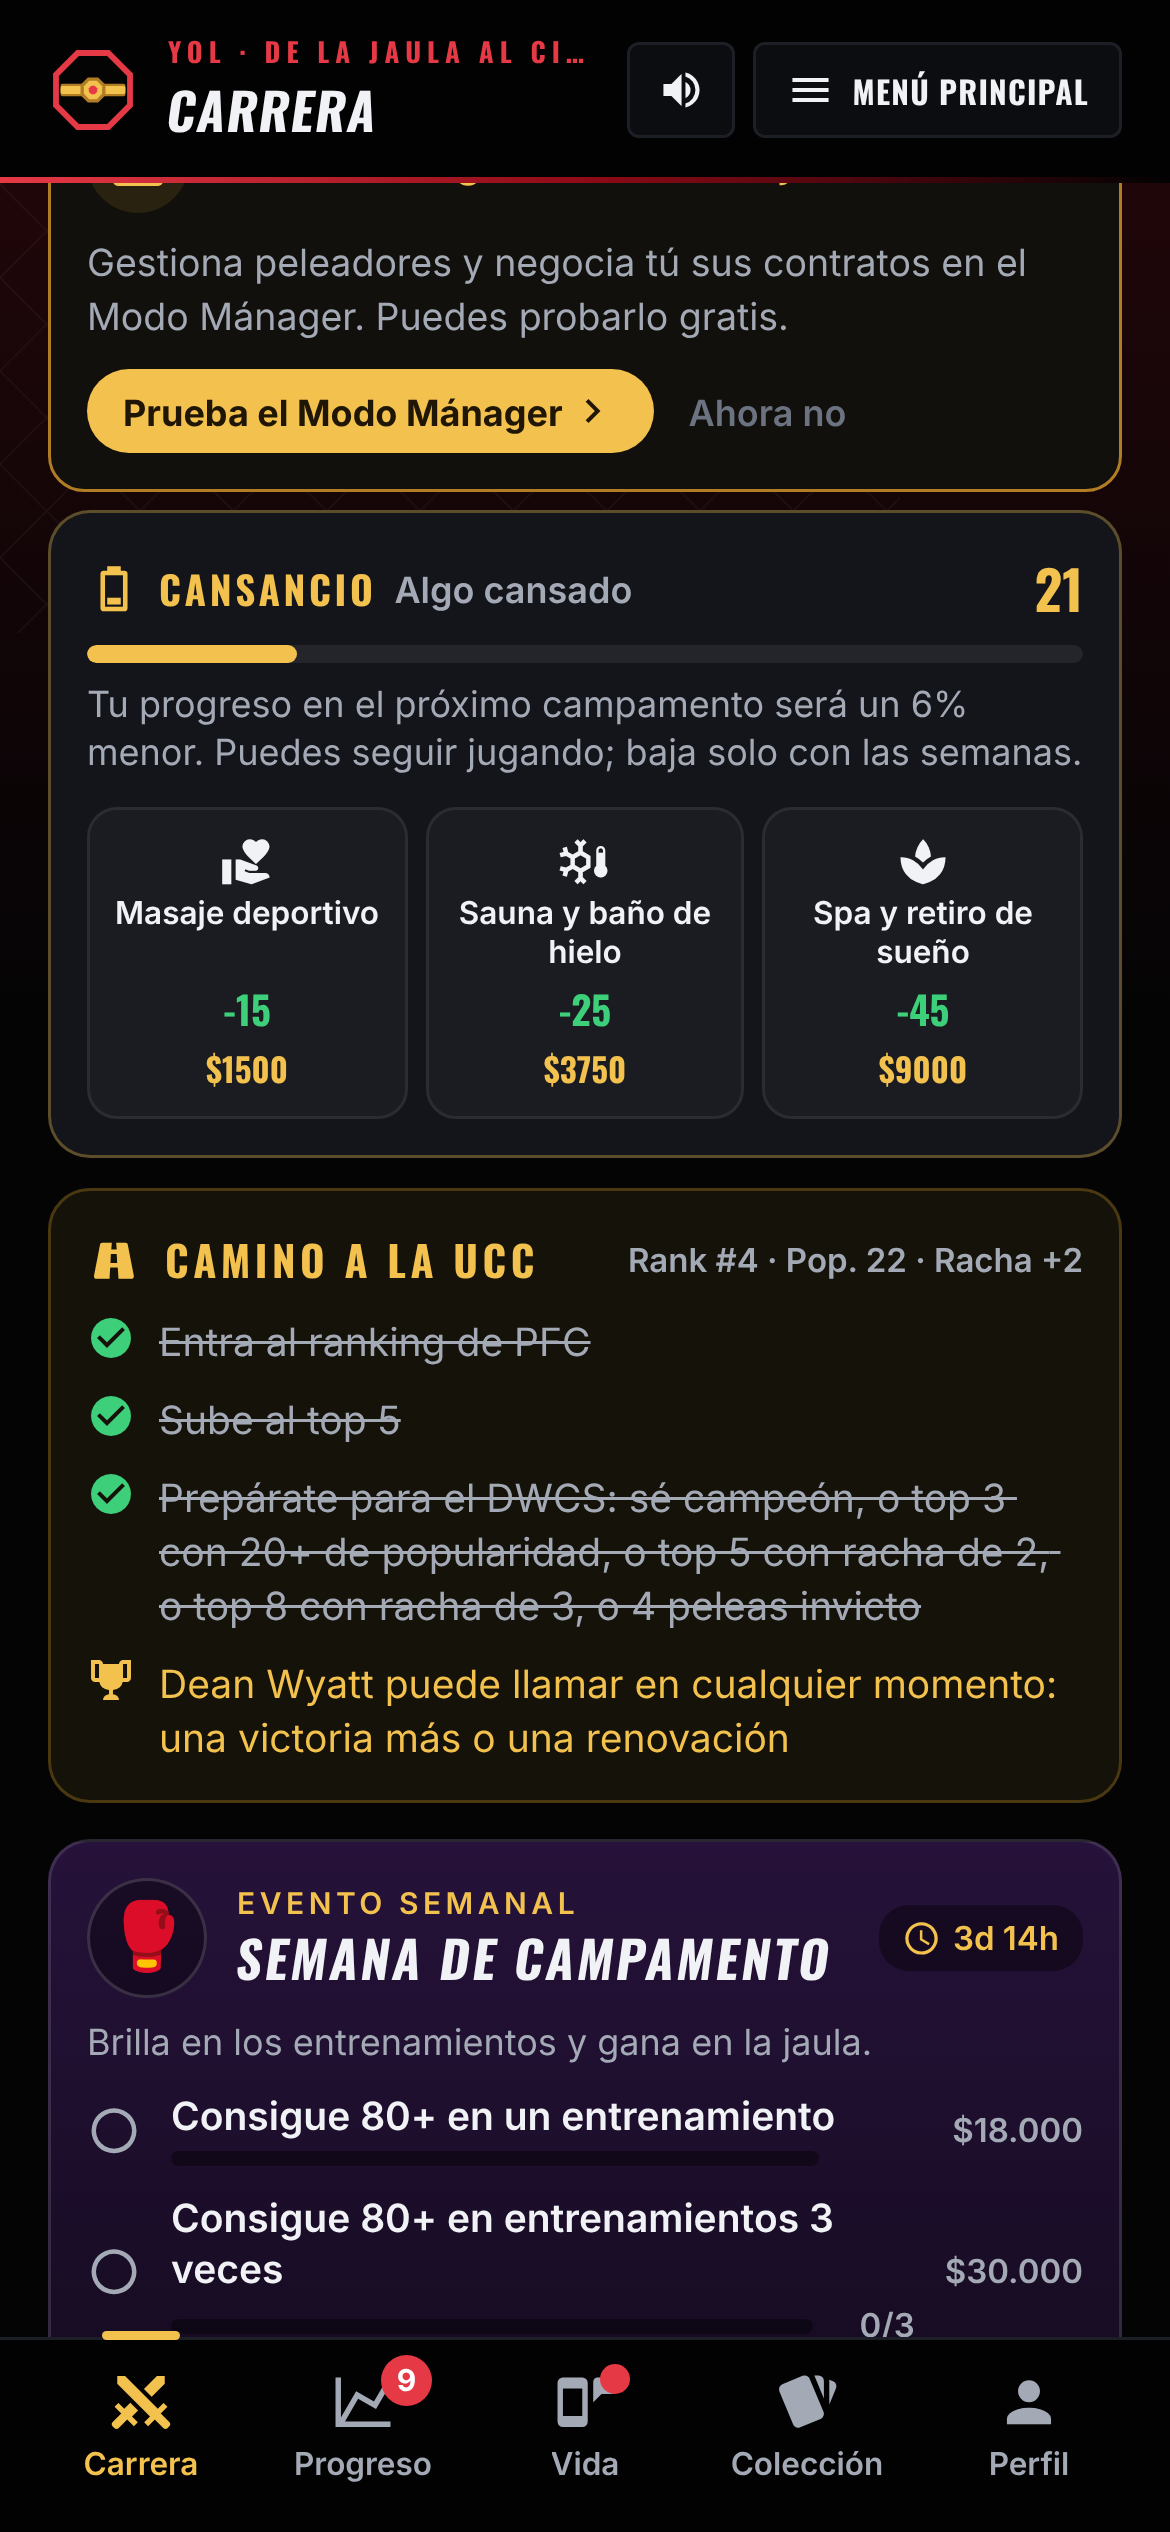 YOL · DE LA JAULA AL CI...
CARRERA
MENÚ PRINCIPAL
Gestiona peleadores y negocia tú sus contratos en el
Modo Mánager. Puedes probarlo gratis.
Prueba el Modo Mánager
Ahora no
CANSANCIO Algo cansado 21
Tu progreso en el próximo campamento será un 6%
menor. Puedes seguir jugando; baja solo con las semanas.
Masaje deportivo
-15
$1500
Sauna y baño de
hielo
-25
$3750
Spa y retiro de
sueño
-45
$9000
CAMINO A LA UCC
Rank #4 · Pop. 22 · Racha +2
Entra al ranking de PFC
Sube al top 5
Prepárate para el DWCS: sé campeón, o top 3
con 20+ de popularidad, o top 5 con racha de 2,
o top 8 con racha de 3, o 4 peleas invicto
Dean Wyatt puede llamar en cualquier momento:
una victoria más o una renovación
EVENTO SEMANAL
SEMANA DE CAMPAMENTO
3d 14h
Brilla en los entrenamientos y gana en la jaula.
Consigue 80+ en un entrenamiento
$18.000
Consigue 80+ en entrenamientos 3
veces
$30.000
0/3
Carrera
9
Progreso
Vida
Colección
Perfil